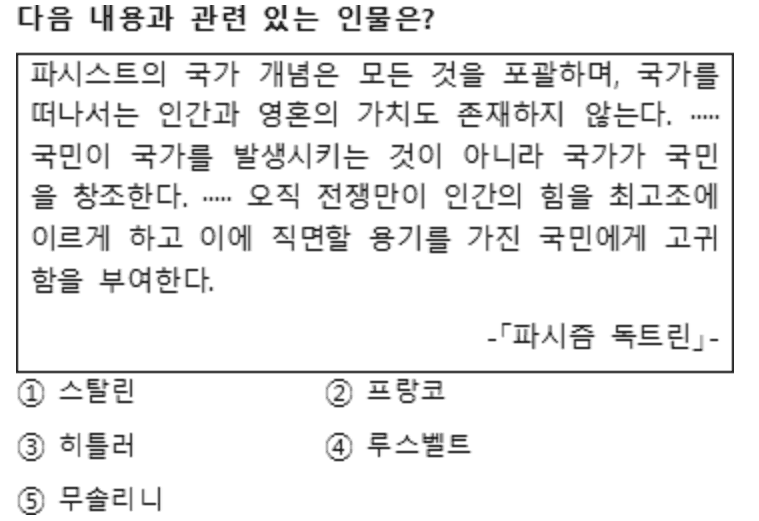 다음 내용과 관련 있는 인물은?
파시스트의 국가 개념은 모든 것을 포괄하며, 국가를
떠나서는 인간과 영혼의 가치도 존재하지 않는다. ……
국민이 국가를 발생시키는 것이 아니라 국가가 국민
을 창조한다. …… 오직 전쟁만이 인간의 힘을 최고조에
이르게 하고 이에 직면할 용기를 가진 국민에게 고귀
함을 부여한다.
-「파시즘 독트린」-
① 스탈린 ② 프랑코
③ 히틀러 ④ 루스벨트
⑤ 무솔리니